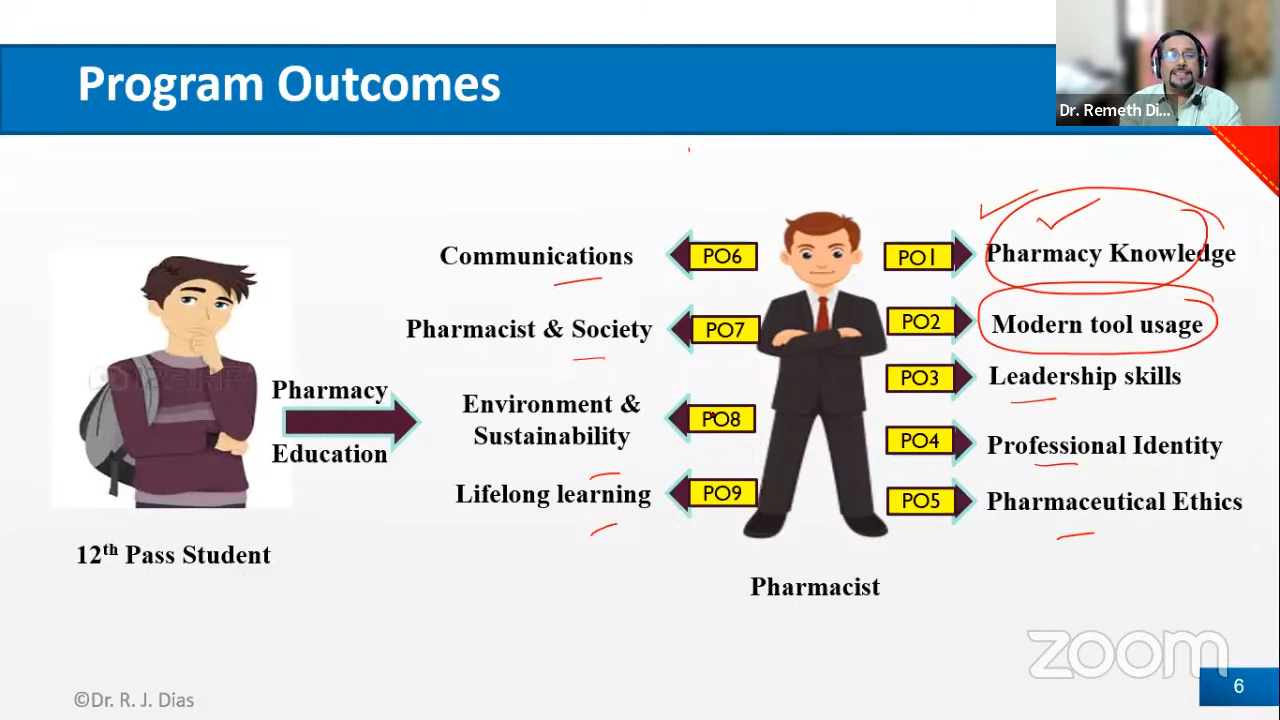 Program Outcomes
Dr. Remeth Di...
Communications
PO6
PO1
Pharmacy Knowledge
Pharmacist & Society
PO7
PO2
Modern tool usage
PO3
Leadership skills
Pharmacy
Education
Environment &
Sustainability
PO8
PO4
Professional Identity
Lifelong learning
PO9
PO5
Pharmaceutical Ethics
12th Pass Student
Pharmacist
zoom
©Dr. R. J. Dias
6